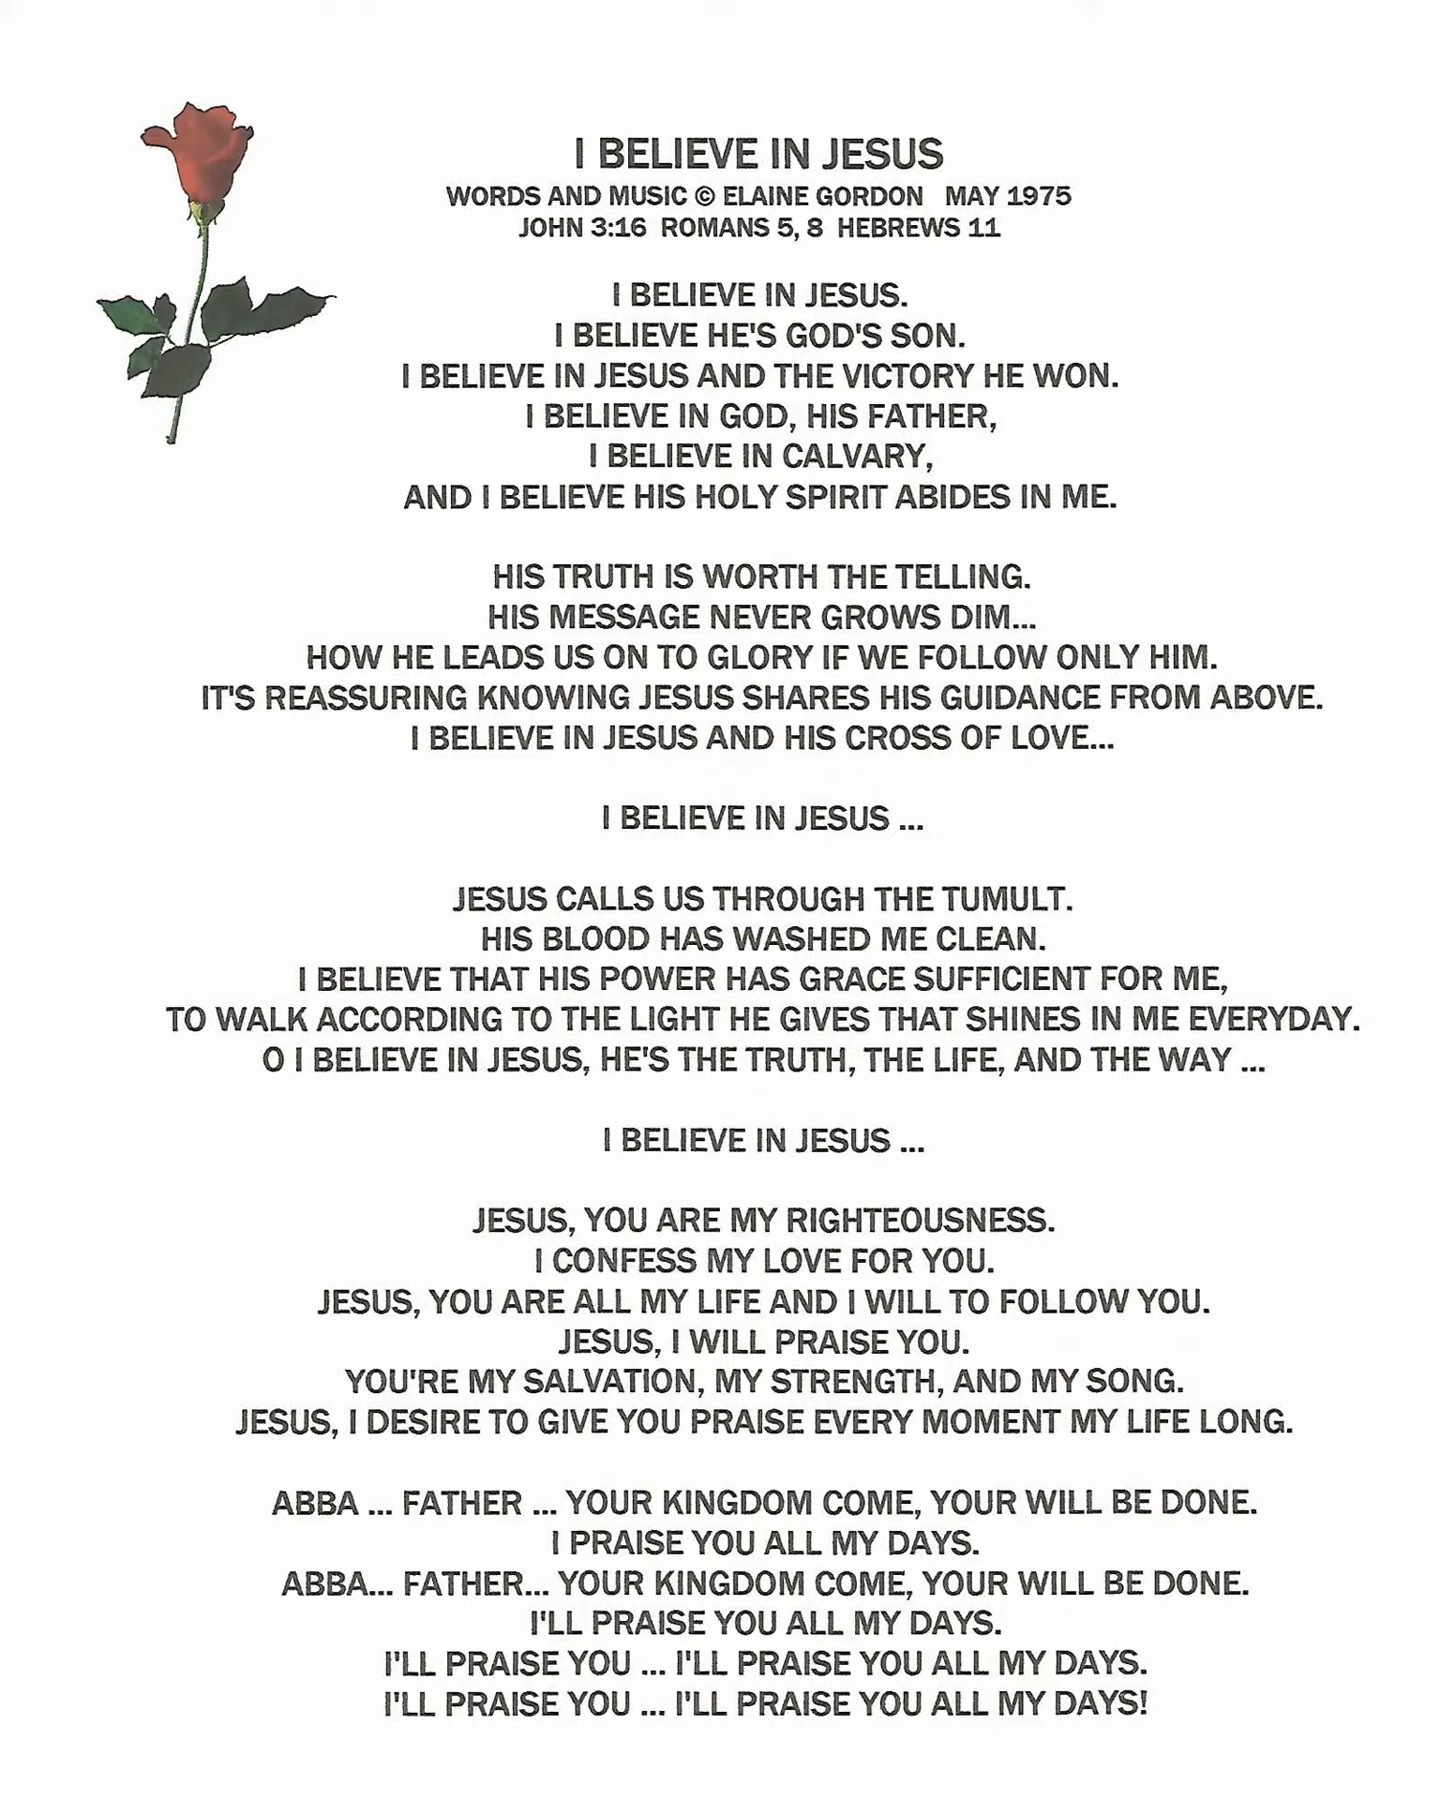 I BELIEVE IN JESUS
WORDS AND MUSIC © ELAINE GORDON MAY 1975
JOHN 3:16 ROMANS 5, 8 HEBREWS 11
I BELIEVE IN JESUS.
I BELIEVE HE'S GOD'S SON.
I BELIEVE IN JESUS AND THE VICTORY HE WON.
I BELIEVE IN GOD, HIS FATHER,
I BELIEVE IN CALVARY,
AND I BELIEVE HIS HOLY SPIRIT ABIDES IN ME.
HIS TRUTH IS WORTH THE TELLING.
HIS MESSAGE NEVER GROWS DIM...
HOW HE LEADS US ON TO GLORY IF WE FOLLOW ONLY HIM.
IT'S REASSURING KNOWING JESUS SHARES HIS GUIDANCE FROM ABOVE.
I BELIEVE IN JESUS AND HIS CROSS OF LOVE...
I BELIEVE IN JESUS ...
JESUS CALLS US THROUGH THE TUMULT.
HIS BLOOD HAS WASHED ME CLEAN.
I BELIEVE THAT HIS POWER HAS GRACE SUFFICIENT FOR ME,
TO WALK ACCORDING TO THE LIGHT HE GIVES THAT SHINES IN ME EVERYDAY.
O I BELIEVE IN JESUS, HE'S THE TRUTH, THE LIFE, AND THE WAY ...
I BELIEVE IN JESUS ...
JESUS, YOU ARE MY RIGHTEOUSNESS.
I CONFESS MY LOVE FOR YOU.
JESUS, YOU ARE ALL MY LIFE AND I WILL TO FOLLOW YOU.
JESUS, I WILL PRAISE YOU.
YOU'RE MY SALVATION, MY STRENGTH, AND MY SONG.
JESUS, I DESIRE TO GIVE YOU PRAISE EVERY MOMENT MY LIFE LONG.
ABBA ... FATHER ... YOUR KINGDOM COME, YOUR WILL BE DONE.
I PRAISE YOU ALL MY DAYS.
ABBA... FATHER... YOUR KINGDOM COME, YOUR WILL BE DONE.
I'LL PRAISE YOU ALL MY DAYS.
I'LL PRAISE YOU ... I'LL PRAISE YOU ALL MY DAYS.
I'LL PRAISE YOU ... I'LL PRAISE YOU ALL MY DAYS!